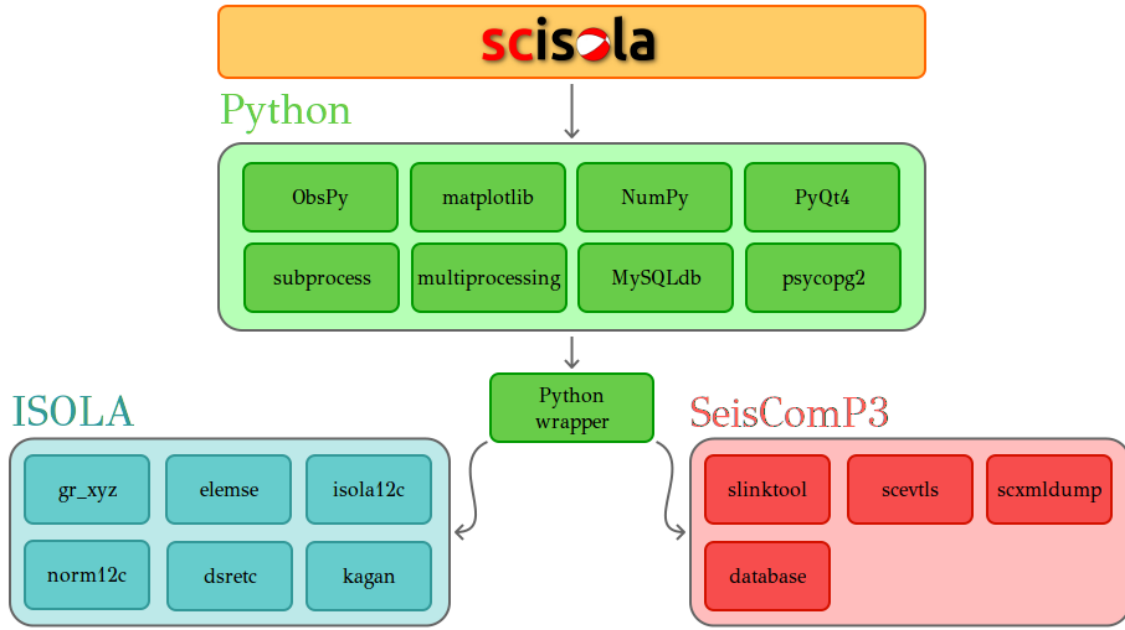 scisola
Python
ObsPy
matplotlib
NumPy
PyQt4
subprocess
multiprocessing
MySQLdb
psycopg2
Python
wrapper
ISOLA
gr_xyz
elemse
isola12c
norm12c
dsretc
kagan
SeisComP3
slinktool
scevtls
scxmldump
database